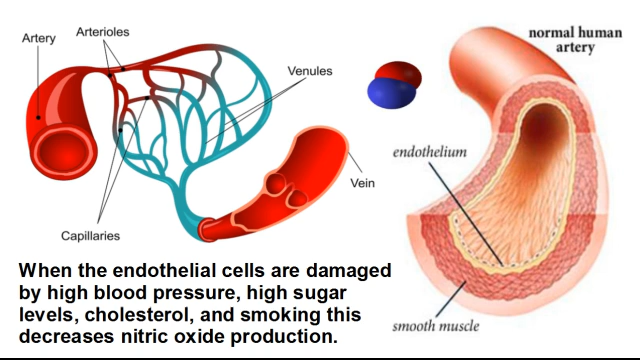 Artery
Arterioles
Venules
Vein
Capillaries
normal human
artery
endothelium
smooth muscle
When the endothelial cells are damaged
by high blood pressure, high sugar
levels, cholesterol, and smoking this
decreases nitric oxide production.